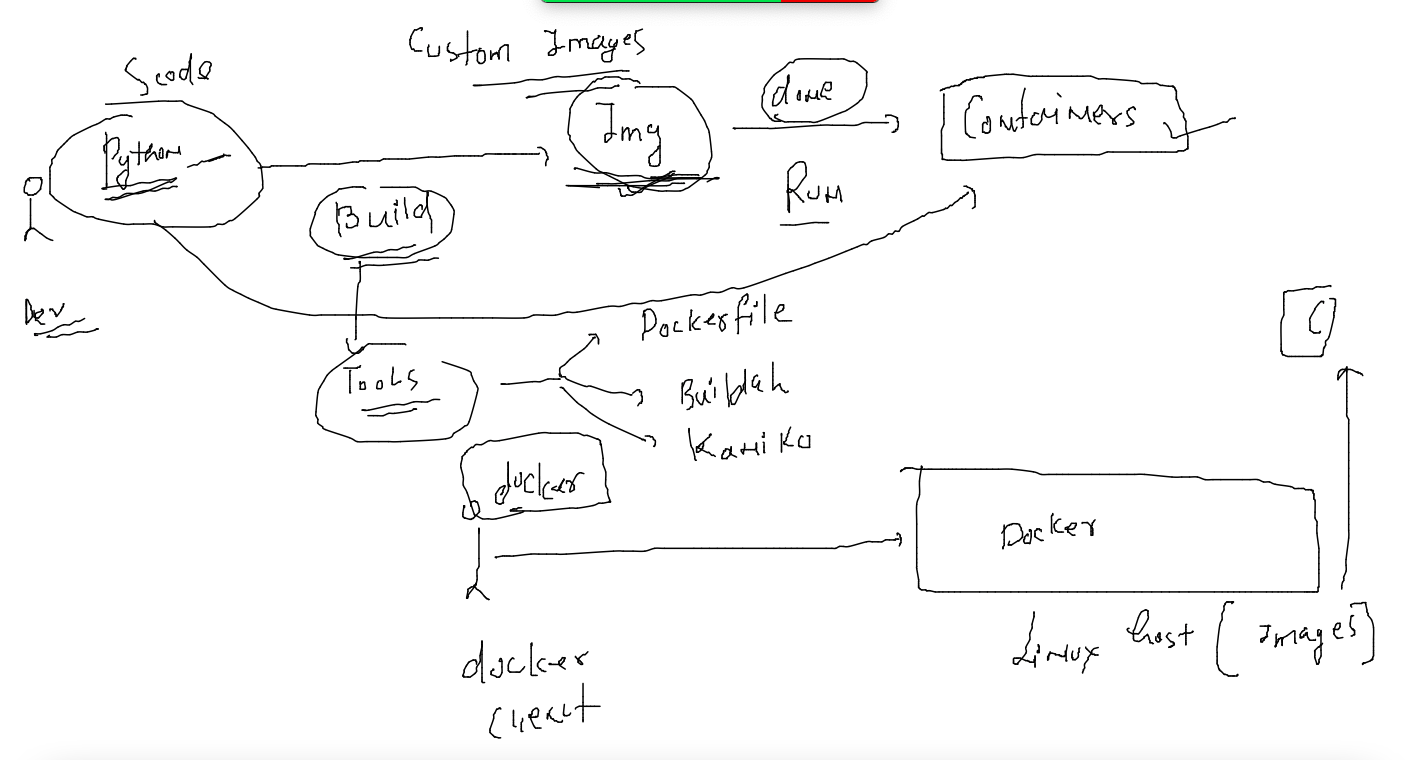 Custom Images
Scode
Python
Img
done
Run
Containers
Build
Dev
Tools
Dockerfile
Buildah
Kaniko
C
docker
Docker
Linux host [Images]
docker
client